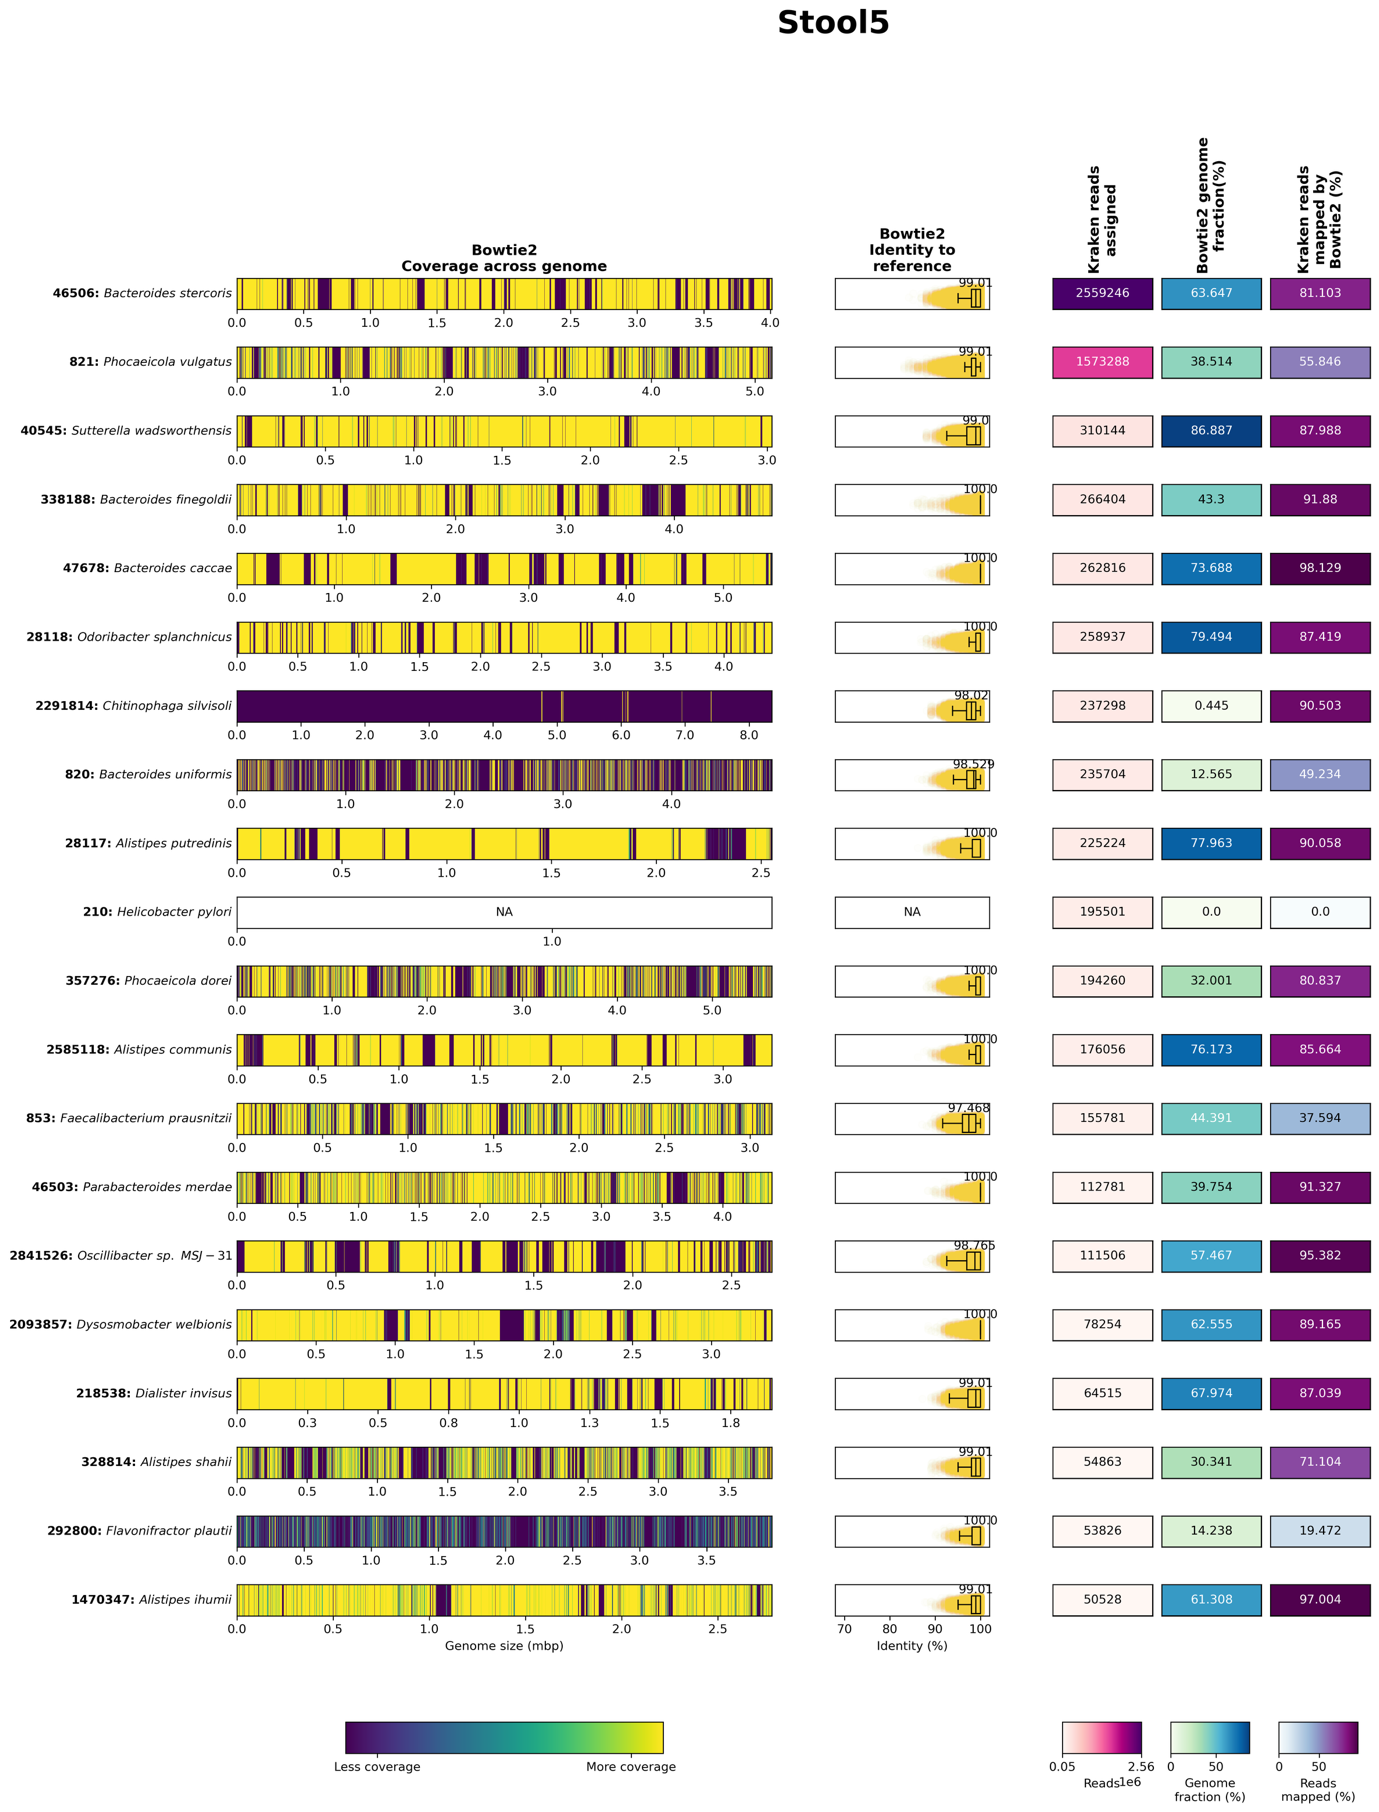 Stool5
Bowtie2
Coverage across genome
Bowtie2
Identity to
reference
Kraken reads
assigned
Bowtie2 genome
fraction(%)
Kraken reads
mapped by
Bowtie2 (%)
46506: Bacteroides stercoris
0.0 0.5 1.0 1.5 2.0 2.5 3.0 3.5 4.0
99.01
2559246 63.647 81.103
821: Phocaeicola vulgatus
0.0 1.0 2.0 3.0 4.0 5.0
99.01
1573288 38.514 55.846
40545: Sutterella wadsworthensis
0.0 0.5 1.0 1.5 2.0 2.5 3.0
99.0
310144 86.887 87.988
338188: Bacteroides finegoldii
0.0 1.0 2.0 3.0 4.0
100.0
266404 43.3 91.88
47678: Bacteroides caccae
0.0 1.0 2.0 3.0 4.0 5.0
100.0
262816 73.688 98.129
28118: Odoribacter splanchnicus
0.0 0.5 1.0 1.5 2.0 2.5 3.0 3.5 4.0
100.0
258937 79.494 87.419
2291814: Chitinophaga silvisoli
0.0 1.0 2.0 3.0 4.0 5.0 6.0 7.0 8.0
98.02
237298 0.445 90.503
820: Bacteroides uniformis
0.0 1.0 2.0 3.0 4.0
98.529
235704 12.565 49.234
28117: Alistipes putredinis
0.0 0.5 1.0 1.5 2.0 2.5
100.0
225224 77.963 90.058
210: Helicobacter pylori
NA
0.0 1.0
NA
195501 0.0 0.0
357276: Phocaeicola dorei
0.0 1.0 2.0 3.0 4.0 5.0
100.0
194260 32.001 80.837
2585118: Alistipes communis
0.0 0.5 1.0 1.5 2.0 2.5 3.0
100.0
176056 76.173 85.664
853: Faecalibacterium prausnitzii
0.0 0.5 1.0 1.5 2.0 2.5 3.0
97.468
155781 44.391 37.594
46503: Parabacteroides merdae
0.0 0.5 1.0 1.5 2.0 2.5 3.0 3.5 4.0
100.0
112781 39.754 91.327
2841526: Oscillibacter sp. MSJ − 31
0.0 0.5 1.0 1.5 2.0 2.5
98.765
111506 57.467 95.382
2093857: Dysosmobacter welbionis
0.0 0.5 1.0 1.5 2.0 2.5 3.0
100.0
78254 62.555 89.165
218538: Dialister invisus
0.0 0.3 0.5 0.8 1.0 1.3 1.5 1.8
99.01
64515 67.974 87.039
328814: Alistipes shahii
0.0 0.5 1.0 1.5 2.0 2.5 3.0 3.5
99.01
54863 30.341 71.104
292800: Flavonifractor plautii
0.0 0.5 1.0 1.5 2.0 2.5 3.0 3.5
100.0
53826 14.238 19.472
1470347: Alistipes ihumii
0.0 0.5 1.0 1.5 2.0 2.5
Genome size (mbp)
99.01
70 80 90 100
Identity (%)
50528 61.308 97.004
Less coverage More coverage
0.05 2.56
1e6
Reads
0 50
Genome
fraction (%)
0 50
Reads
mapped (%)